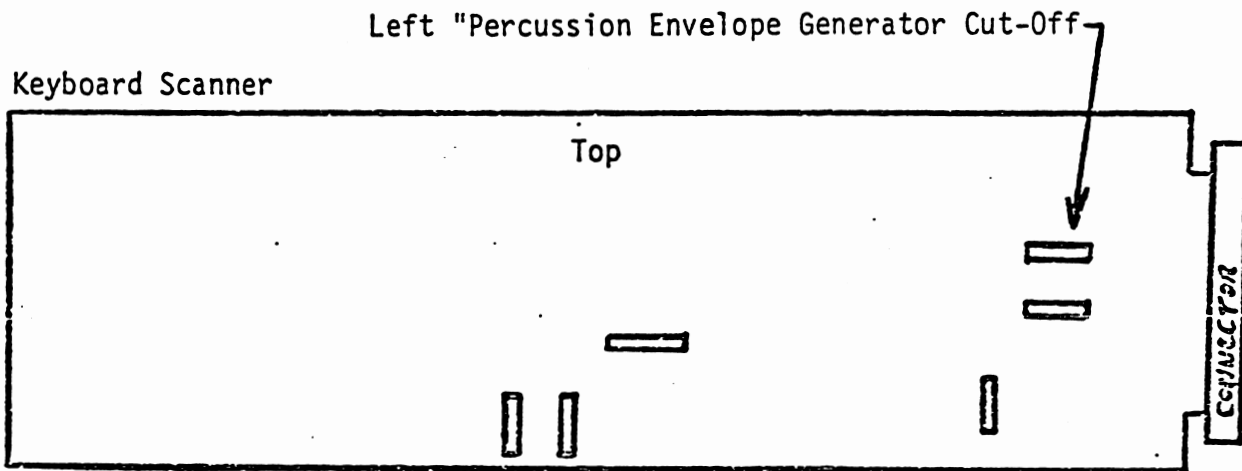 Left "Percussion Envelope Generator Cut-Off
Keyboard Scanner
Top
CONNECTOR